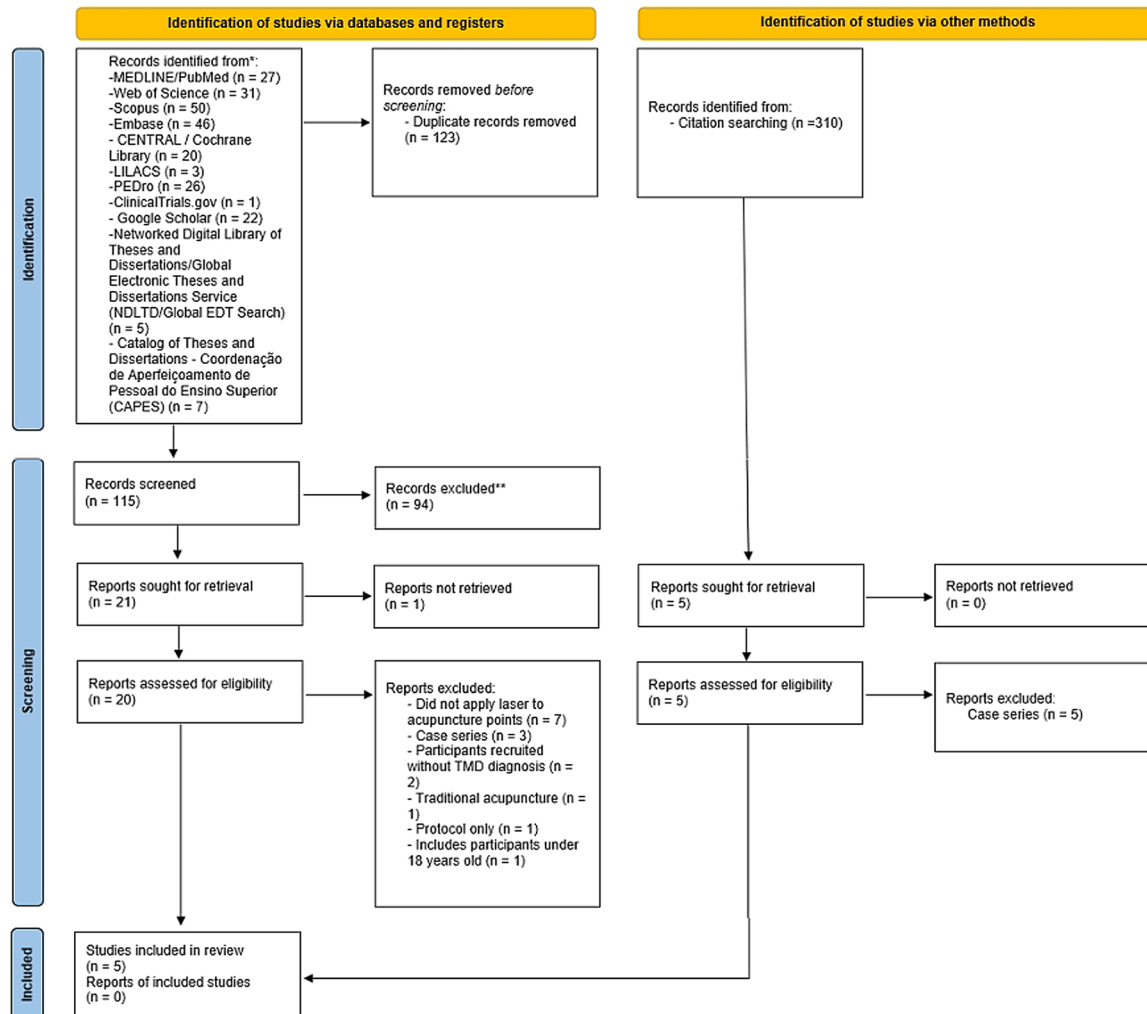 Identification of studies via databases and registers
Identification of studies via other methods
Identification
Records identified from*:
-MEDLINE/PubMed (n = 27)
-Web of Science (n = 31)
-Scopus (n = 50)
-Embase (n = 46)
- CENTRAL / Cochrane
Library (n = 20)
-LILACS (n = 3)
-PEDro (n = 26)
-ClinicalTrials.gov (n = 1)
- Google Scholar (n = 22)
-Networked Digital Library of
Theses and
Dissertations/Global
Electronic Theses and
Dissertations Service
(NDLTD/Global EDT Search)
(n = 5)
- Catalog of Theses and
Dissertations - Coordenação
de Aperfeiçoamento de
Pessoal do Ensino Superior
(CAPES) (n = 7)
Records removed before
screening:
- Duplicate records removed
(n = 123)
Records identified from:
- Citation searching (n =310)
Screening
Records screened
(n = 115)
Records excluded**
(n = 94)
Reports sought for retrieval
(n = 21)
Reports not retrieved
(n = 1)
Reports sought for retrieval
(n = 5)
Reports not retrieved
(n = 0)
Reports assessed for eligibility
(n = 20)
Reports excluded:
- Did not apply laser to
acupuncture points (n = 7)
- Case series (n = 3)
- Participants recruited
without TMD diagnosis (n =
2)
- Traditional acupuncture (n =
1)
- Protocol only (n = 1)
- Includes participants under
18 years old (n = 1)
Reports assessed for eligibility
(n = 5)
Reports excluded:
Case series (n = 5)
Included
Studies included in review
(n = 5)
Reports of included studies
(n = 0)